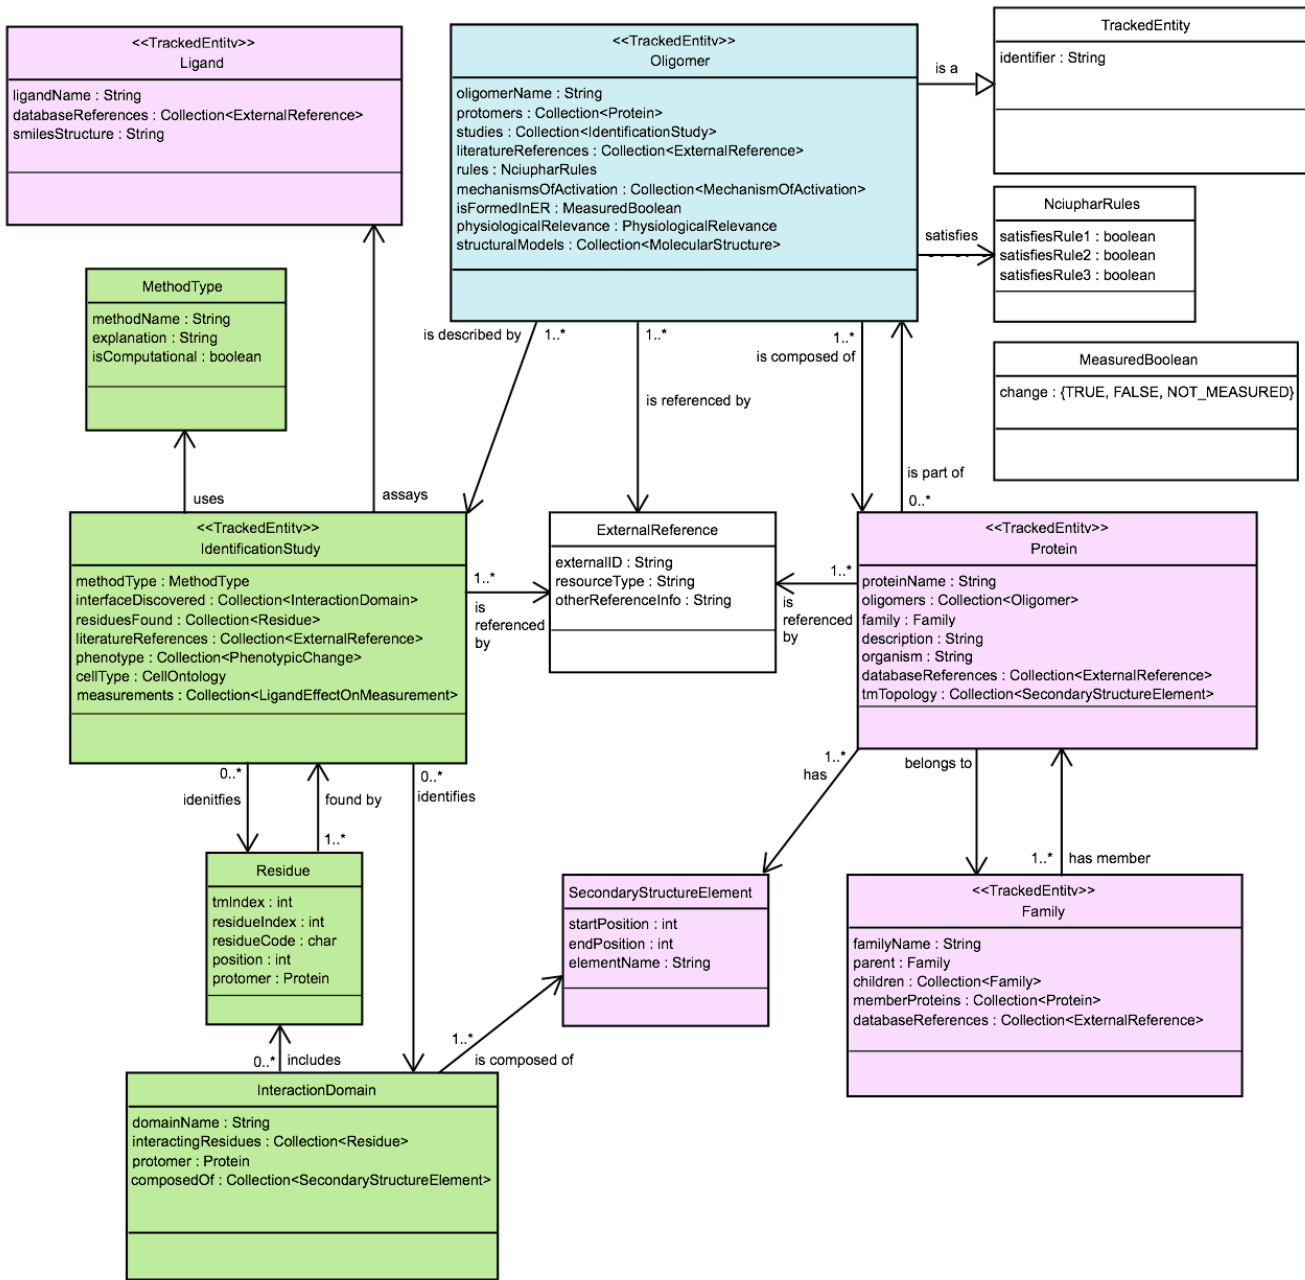 <<TrackedEntity>>
Ligand
ligandName : String
databaseReferences : Collection<ExternalReference>
smilesStructure : String
<<TrackedEntity>>
Oligomer
oligomerName : String
protomers : Collection<Protein>
studies : Collection<IdentificationStudy>
literatureReferences : Collection<ExternalReference>
rules : NciupharRules
mechanismsOfActivation : Collection<MechanismOfActivation>
isFormedInER : MeasuredBoolean
physiologicalRelevance : PhysiologicalRelevance
structuralModels : Collection<MolecularStructure>
is a
TrackedEntity
identifier : String
satisfies
NciupharRules
satisfiesRule1 : boolean
satisfiesRule2 : boolean
satisfiesRule3 : boolean
MethodType
methodName : String
explanation : String
isComputational : boolean
is described by
1..*
1..*
1..*
is composed of
is referenced by
MeasuredBoolean
change : {TRUE, FALSE, NOT_MEASURED}
uses
assays
is part of
0..*
<<TrackedEntity>>
IdentificationStudy
methodType : MethodType
interfaceDiscovered : Collection<InteractionDomain>
residuesFound : Collection<Residue>
literatureReferences : Collection<ExternalReference>
phenotype : Collection<PhenotypicChange>
cellType : CellOntology
measurements : Collection<LigandEffectOnMeasurement>
1..*
is
referenced
by
ExternalReference
externalID : String
resourceType : String
otherReferenceInfo : String
1..*
is
referenced
by
<<TrackedEntity>>
Protein
proteinName : String
oligomers : Collection<Oligomer>
family : Family
description : String
organism : String
databaseReferences : Collection<ExternalReference>
tmTopology : Collection<SecondaryStructureElement>
0..*
idenitfies
found by
1..*
0..*
identifies
1..*
has
belongs to
1..*
has member
Residue
tmIndex : int
residueIndex : int
residueCode : char
position : int
protomer : Protein
SecondaryStructureElement
startPosition : int
endPosition : int
elementName : String
<<TrackedEntity>>
Family
familyName : String
parent : Family
children : Collection<Family>
memberProteins : Collection<Protein>
databaseReferences : Collection<ExternalReference>
0..*
includes
1..*
is composed of
InteractionDomain
domainName : String
interactingResidues : Collection<Residue>
protomer : Protein
composedOf : Collection<SecondaryStructureElement>